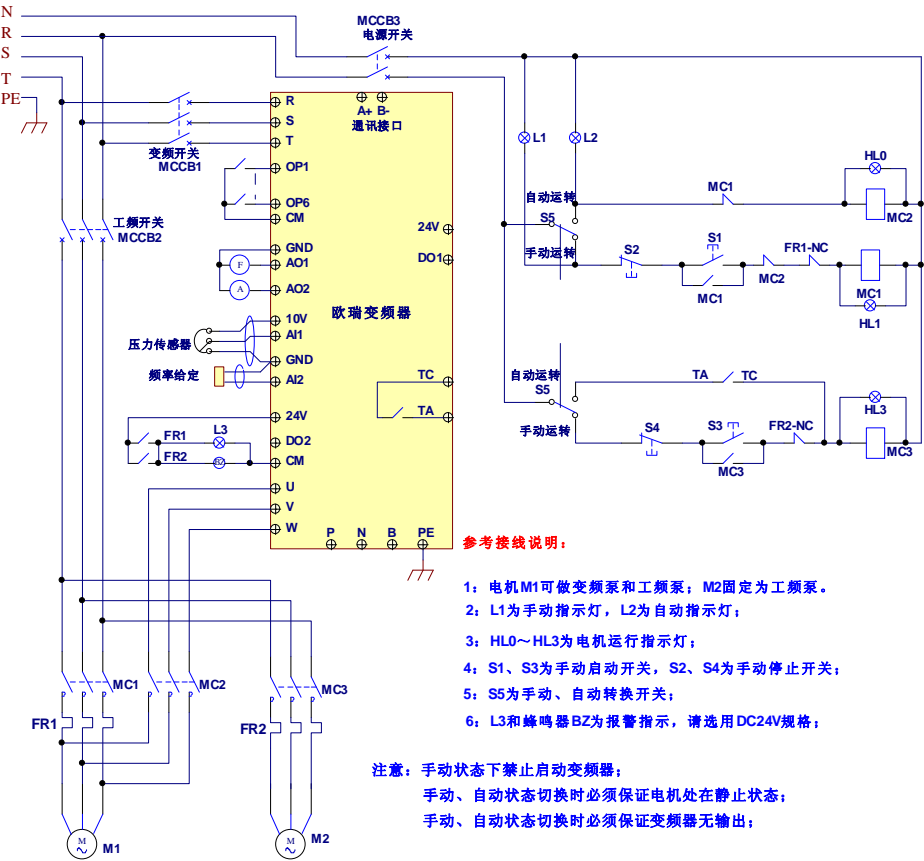 N
R
S
T
PE
MCCB3
电源开关
变频开关
MCCB1
工频开关
MCCB2
R
S
T
OP1
OP6
CM
GND
AO1
AO2
10V
AI1
GND
AI2
24V
DO2
CM
U
V
W
A+ B-
通讯接口
24V
DO1
欧瑞变频器
TC
TA
P N B PE
F
A
压力传感器
频率给定
FR1
FR2
L3
BZ
L1
L2
自动运转
S5
手动运转
MC1
HL0
MC2
S2
S1
MC1
MC2
FR1-NC
MC1
HL1
自动运转
S5
手动运转
TA TC
S4
S3
MC3
FR2-NC
HL3
MC3
MC1
MC2
MC3
FR1
FR2
M
M1
M
M2
参考接线说明:
1: 电机M1可做变频泵和工频泵; M2固定为工频泵。
2: L1为手动指示灯, L2为自动指示灯;
3: HL0～HL3为电机运行指示灯;
4: S1、S3为手动启动开关, S2、S4为手动停止开关;
5: S5为手动、自动转换开关;
6: L3和蜂鸣器BZ为报警指示, 请选用DC24V规格;
注意: 手动状态下禁止启动变频器;
手动、自动状态切换时必须保证电机处在静止状态;
手动、自动状态切换时必须保证变频器无输出;